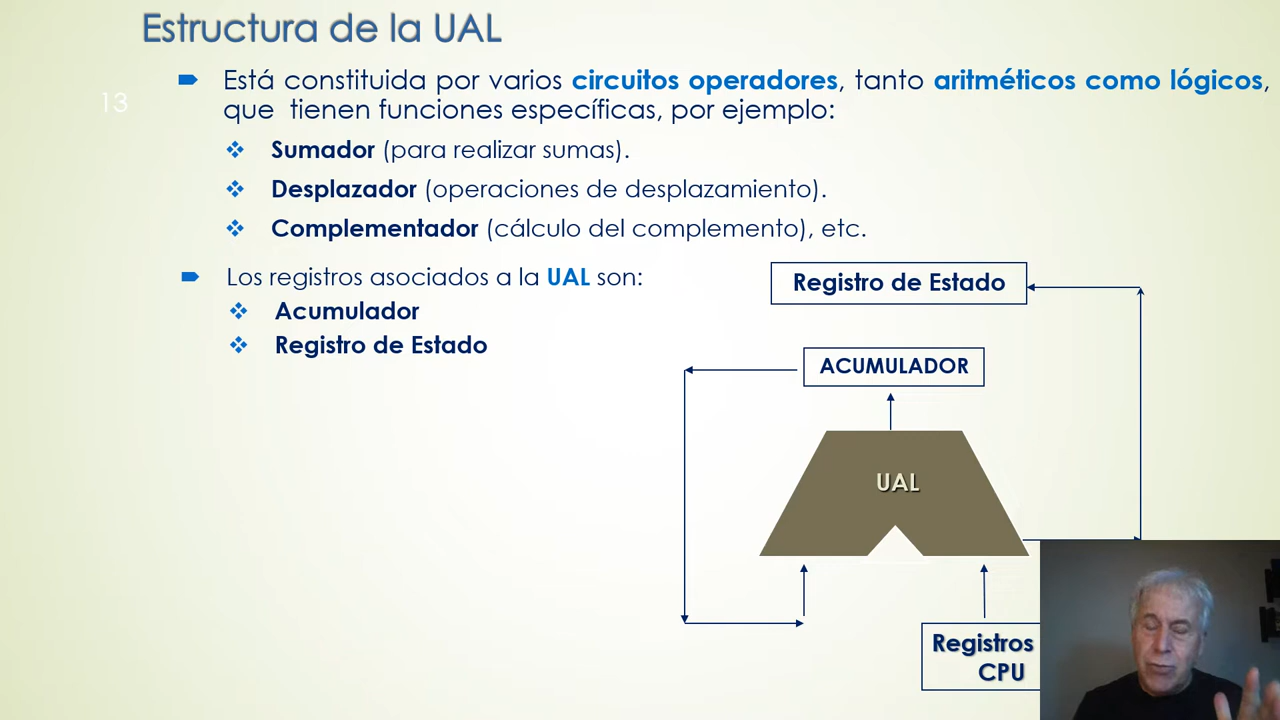 Estructura de la UAL
13
Está constituida por varios circuitos operadores, tanto aritméticos como lógicos,
que tienen funciones específicas, por ejemplo:
Sumador (para realizar sumas).
Desplazador (operaciones de desplazamiento).
Complementador (cálculo del complemento), etc.
Los registros asociados a la UAL son:
Acumulador
Registro de Estado
Registro de Estado
ACUMULADOR
UAL
Registros
CPU